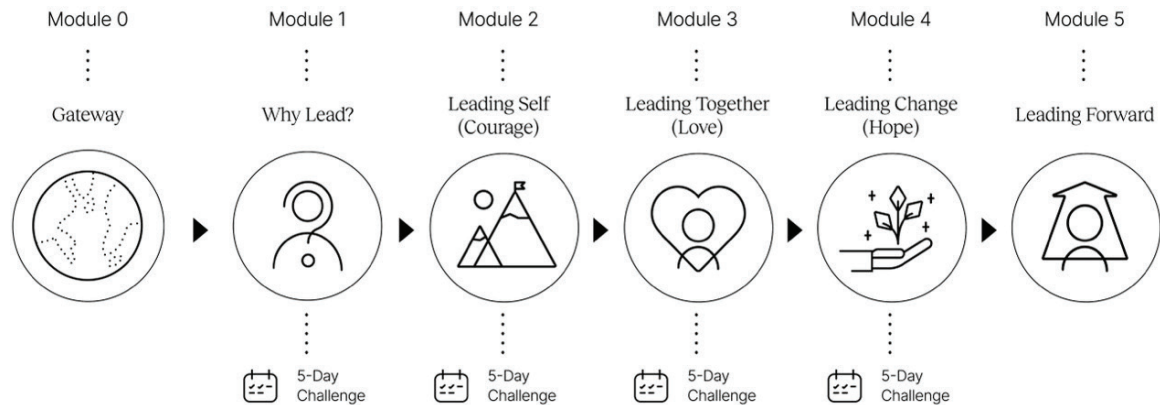 Module 0
Module 1
Module 2
Module 3
Module 4
Module 5
Gateway
Why Lead?
Leading Self
(Courage)
Leading Together
(Love)
Leading Change
(Hope)
Leading Forward
5-Day
Challenge
5-Day
Challenge
5-Day
Challenge
5-Day
Challenge